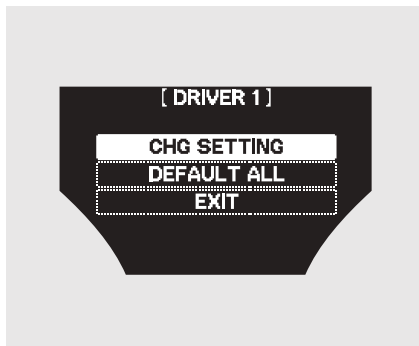 [ DRIVER 1 ]
CHG SETTING
DEFAULT ALL
EXIT